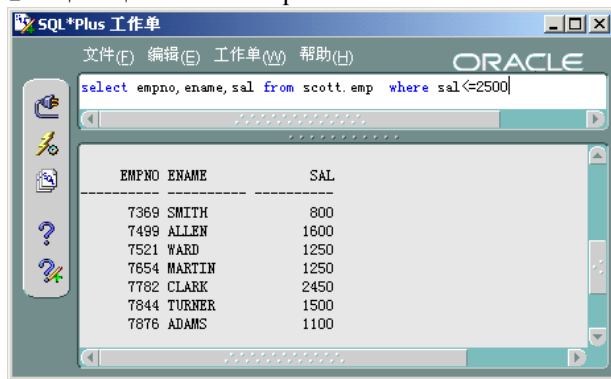 SQL*Plus 工作单
文件(F) 编辑(E) 工作单(W) 帮助(H)
ORACLE
select empno,ename,sal from scott.emp where sal<=2500
EMPNO ENAME SAL
---------- ---------- ----------
7369 SMITH 800
7499 ALLEN 1600
7521 WARD 1250
7654 MARTIN 1250
7782 CLARK 2450
7844 TURNER 1500
7876 ADAMS 1100